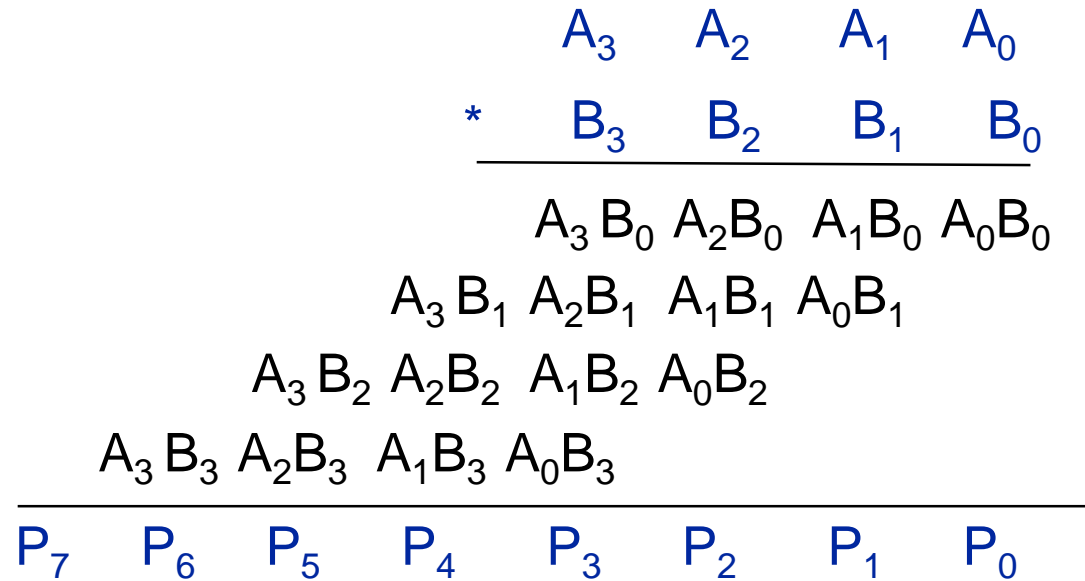 A₃ A₂ A₁ A₀
* B₃ B₂ B₁ B₀
A₃ B₀ A₂B₀ A₁B₀ A₀B₀
A₃ B₁ A₂B₁ A₁B₁ A₀B₁
A₃ B₂ A₂B₂ A₁B₂ A₀B₂
A₃ B₃ A₂B₃ A₁B₃ A₀B₃
P₇ P₆ P₅ P₄ P₃ P₂ P₁ P₀